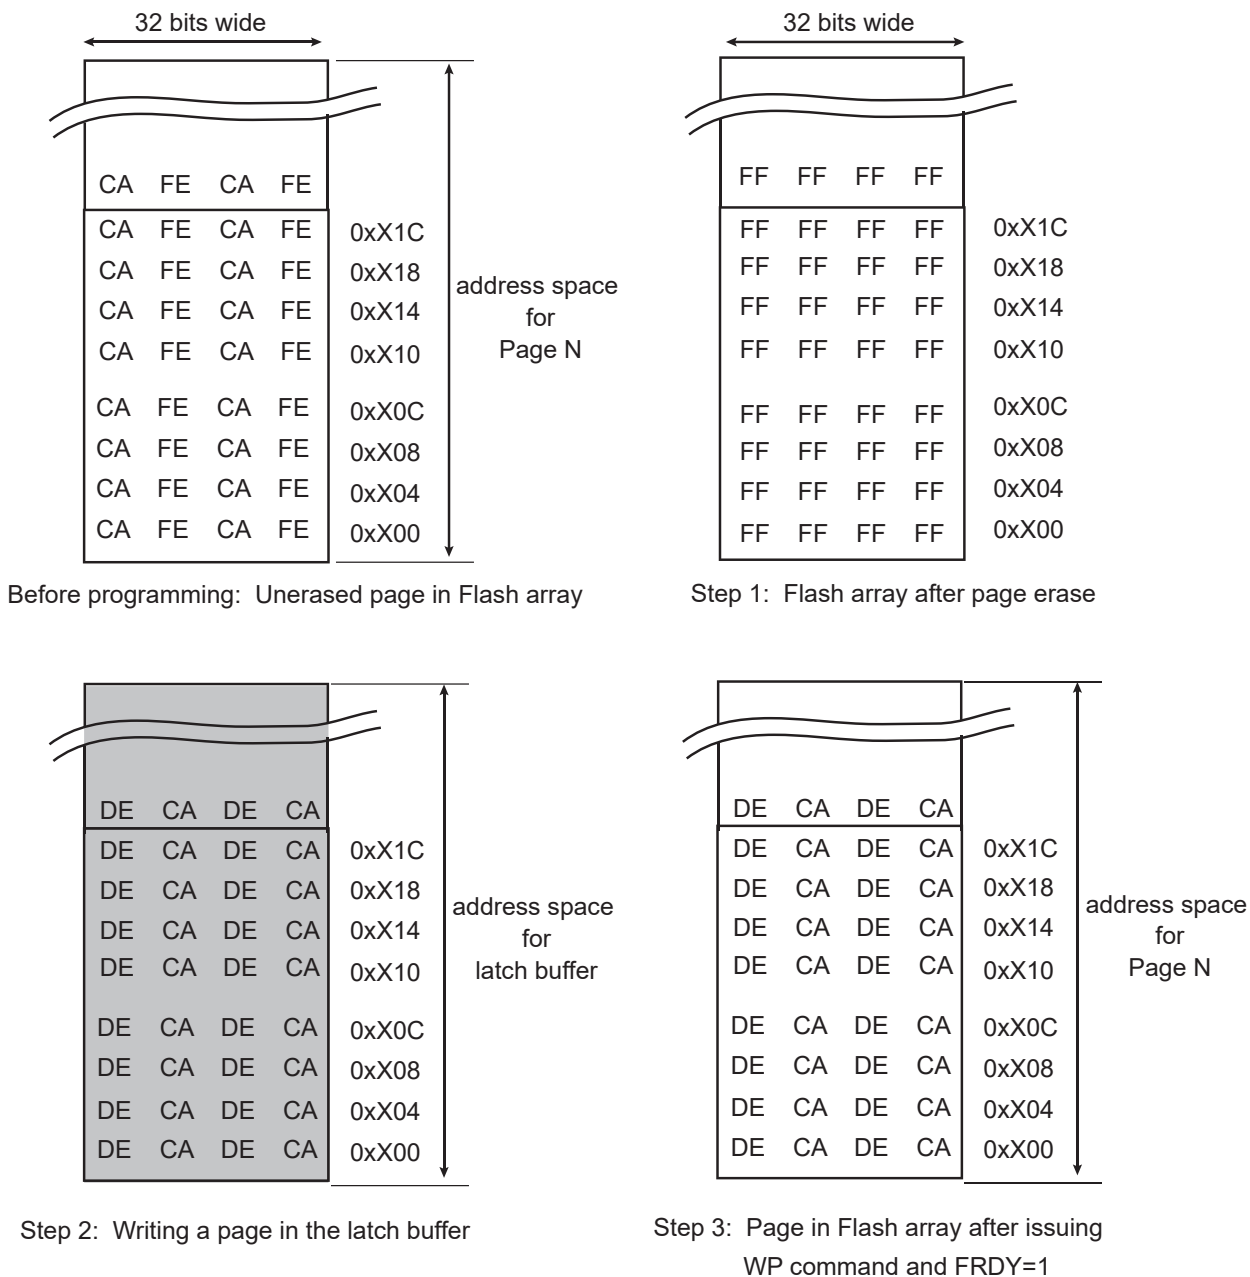 32 bits wide
CA FE CA FE
CA FE CA FE 0xX1C
CA FE CA FE 0xX18
CA FE CA FE 0xX14
CA FE CA FE 0xX10
CA FE CA FE 0xX0C
CA FE CA FE 0xX08
CA FE CA FE 0xX04
CA FE CA FE 0xX00
address space
for
Page N
Before programming: Unerased page in Flash array
32 bits wide
FF FF FF FF
FF FF FF FF 0xX1C
FF FF FF FF 0xX18
FF FF FF FF 0xX14
FF FF FF FF 0xX10
FF FF FF FF 0xX0C
FF FF FF FF 0xX08
FF FF FF FF 0xX04
FF FF FF FF 0xX00
Step 1: Flash array after page erase
DE CA DE CA
DE CA DE CA 0xX1C
DE CA DE CA 0xX18
DE CA DE CA 0xX14
DE CA DE CA 0xX10
DE CA DE CA 0xX0C
DE CA DE CA 0xX08
DE CA DE CA 0xX04
DE CA DE CA 0xX00
address space
for
latch buffer
Step 2: Writing a page in the latch buffer
DE CA DE CA
DE CA DE CA 0xX1C
DE CA DE CA 0xX18
DE CA DE CA 0xX14
DE CA DE CA 0xX10
DE CA DE CA 0xX0C
DE CA DE CA 0xX08
DE CA DE CA 0xX04
DE CA DE CA 0xX00
address space
for
Page N
Step 3: Page in Flash array after issuing
WP command and FRDY=1